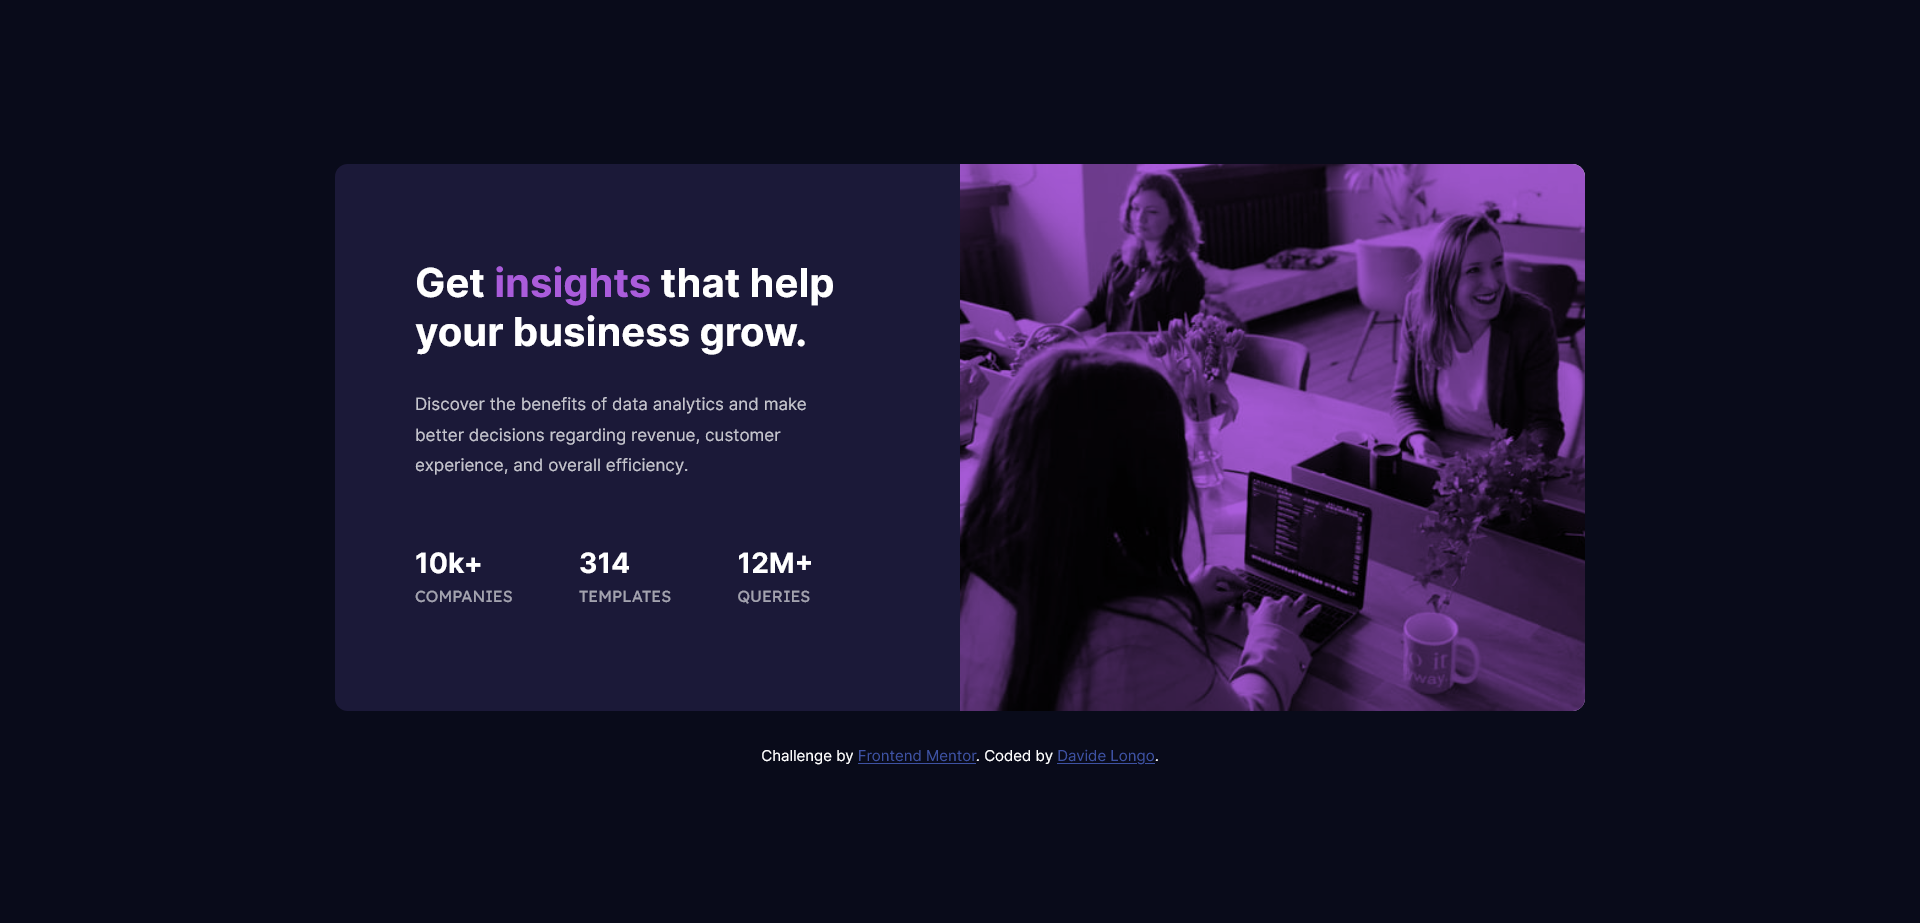 Get insights that help
your business grow.
Discover the benefits of data analytics and make
better decisions regarding revenue, customer
experience, and overall efficiency.
10k+ 314 12M+
COMPANIES TEMPLATES QUERIES
way
Challenge by Frontend Mentor. Coded by Davide Longo.